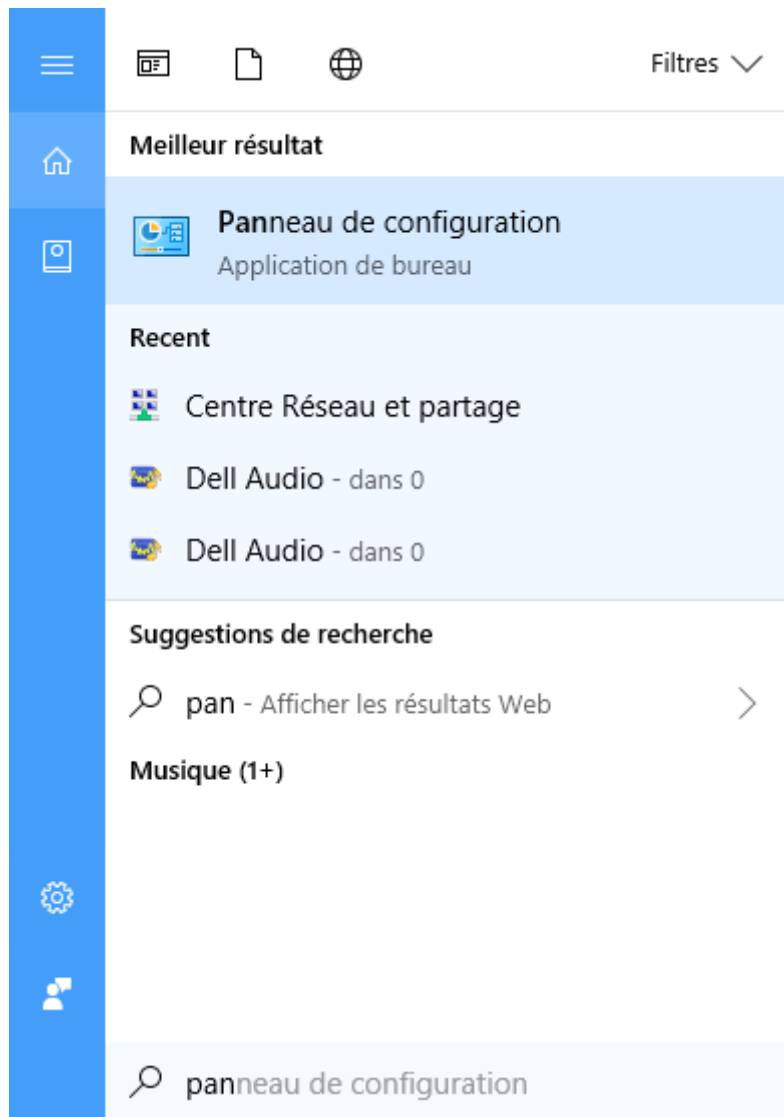 Filtres
Meilleur résultat
Panneau de configuration
Application de bureau
Recent
Centre Réseau et partage
Dell Audio - dans 0
Dell Audio - dans 0
Suggestions de recherche
pan - Afficher les résultats Web
Musique (1+)
panneau de configuration